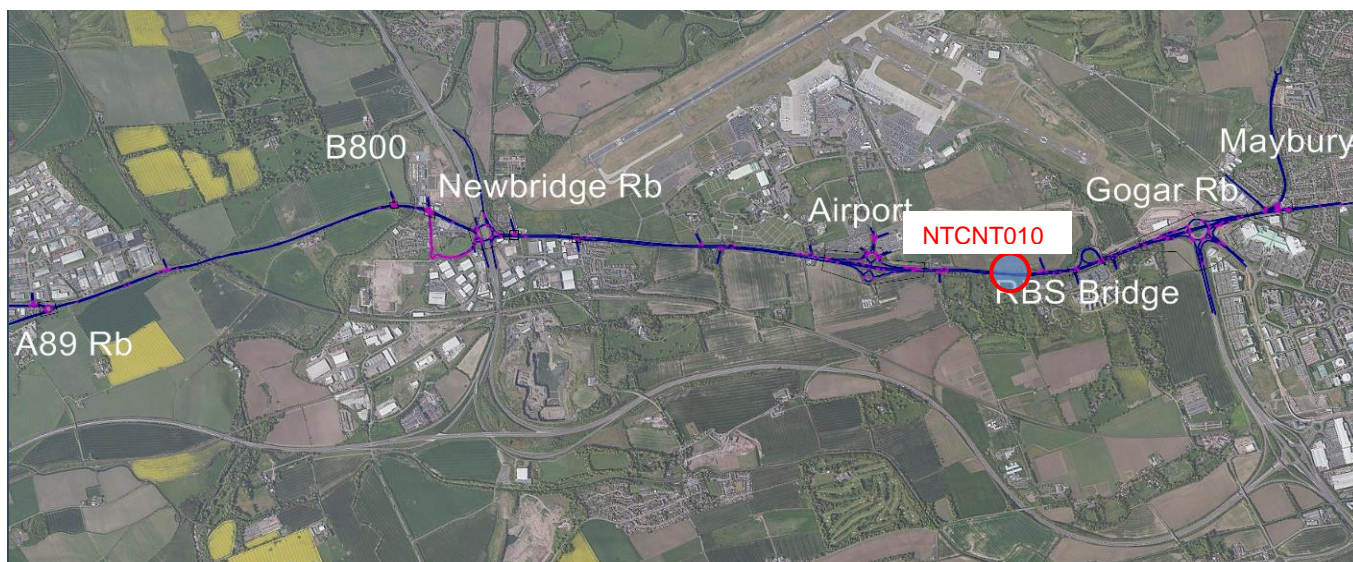 B800
Newbridge Rb
Maybury
Gogar Rb
Airport
NTCNT010
RBS Bridge
A89 Rb